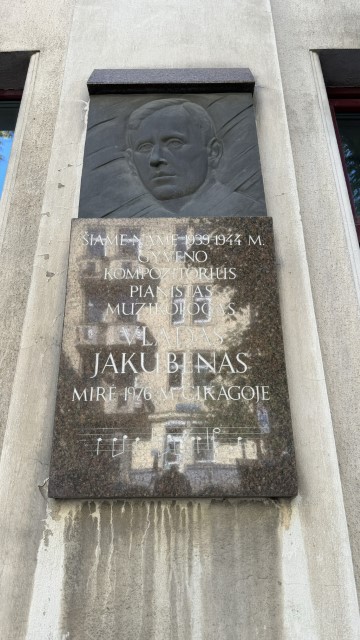 ŠIAME NAME 1939-1944 M.
GYVENO
KOMPOZITORIUS
PIANISTAS
MUZIKOLOGAS
VLADAS
JAKUBĖNAS
MIRĖ 1976 M. ČIKAGOJE